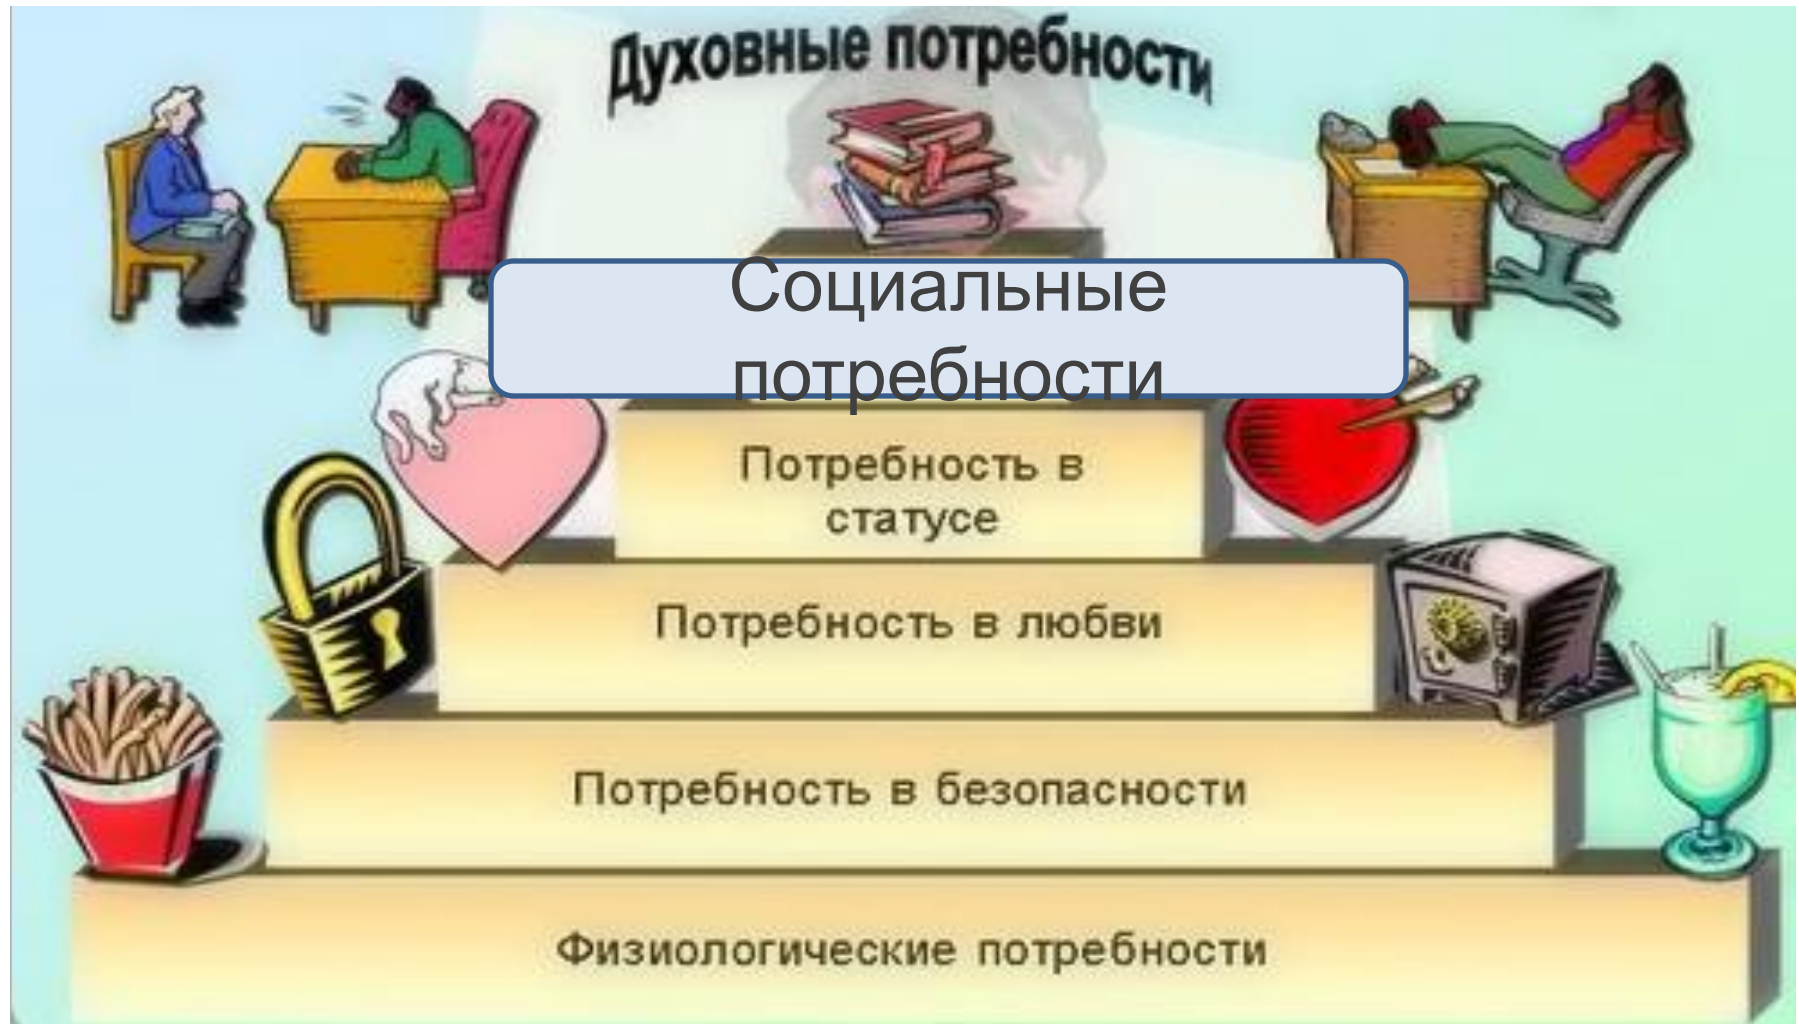 Духовные потребности
Социальные
потребности
Потребность в
статусе
Потребность в любви
Потребность в безопасности
Физиологические потребности